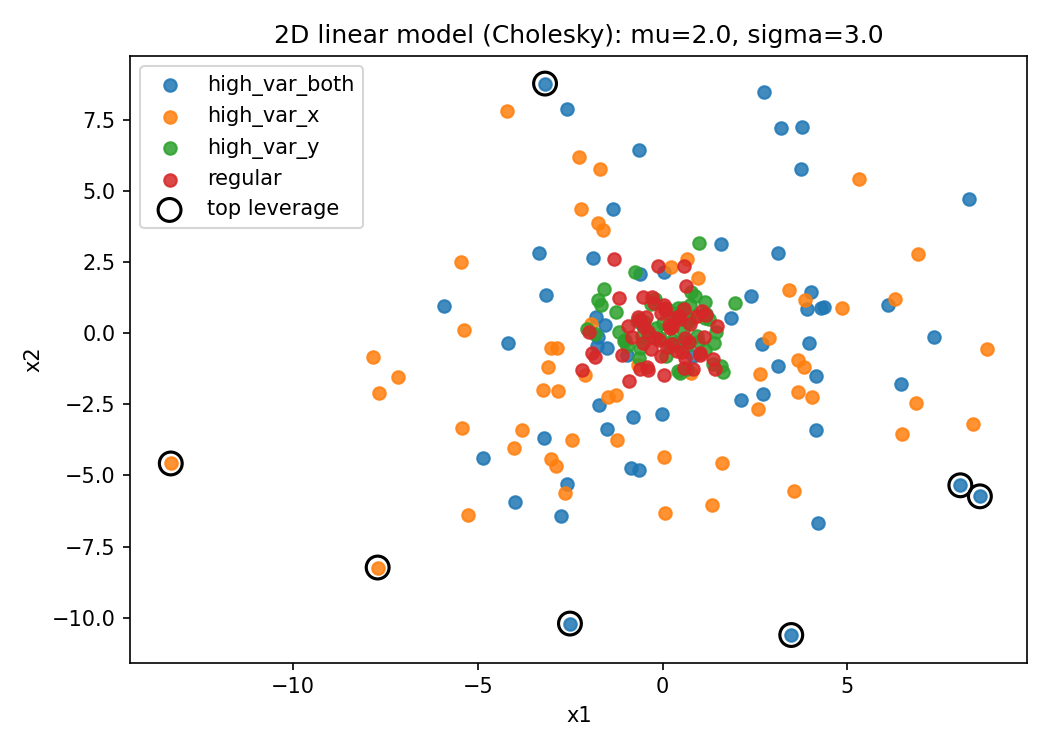 2D linear model (Cholesky): mu=2.0, sigma=3.0
high_var_both
high_var_x
high_var_y
regular
top leverage
7.5
5.0
2.5
0.0
−2.5
−5.0
−7.5
−10.0
x2
−10
−5
0
5
x1